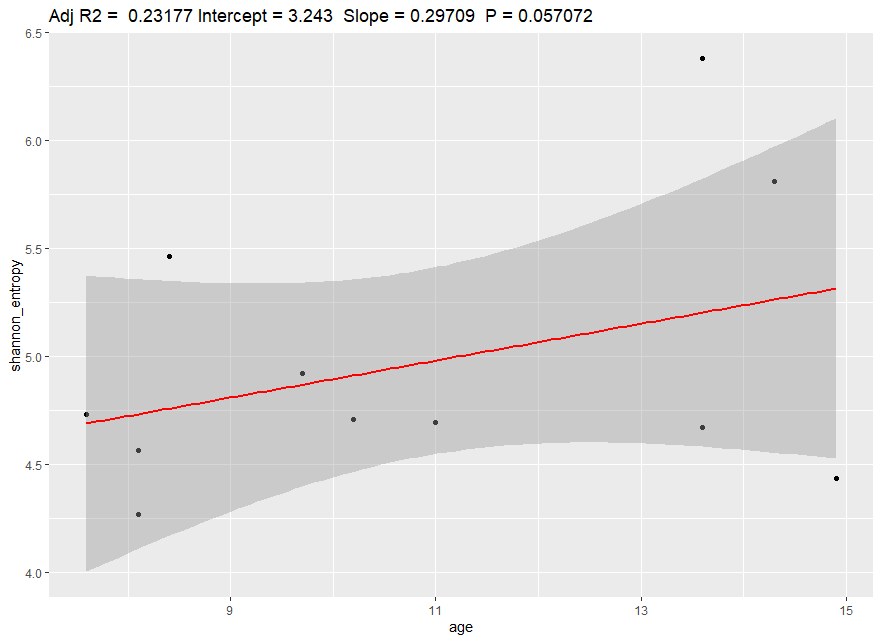 Adj R2 =  0.23177 Intercept = 3.243  Slope = 0.29709  P = 0.057072
6.5
6.0
5.5
5.0
4.5
4.0
shannon_entropy
9 11 13 15
age